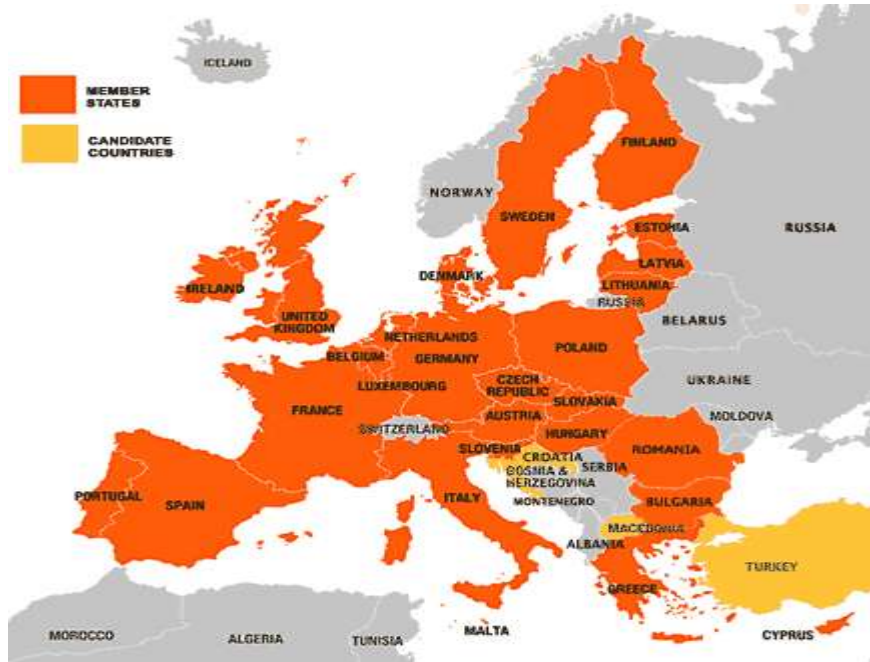 ICELAND
MEMBER
STATES
CANDIDATE
COUNTRIES
FINLAND
NORWAY
SWEDEN
RUSSIA
ESTONIA
LATVIA
DENMARK
LITHUANIA
IRELAND
RUSSIA
UNITED
KINGDOM
BELARUS
NETHERLANDS
BELGIUM
GERMANY
POLAND
CZECH
REPUBLIC
UKRAINE
LUXEMBOURG
SLOVAKIA
FRANCE
AUSTRIA
MOLDOVA
SWITZERLAND
HUNGARY
SLOVENIA
ROMANIA
CROATIA
SERBIA
BOSNIA &
HERZEGOVINA
PORTUGAL
SPAIN
ITALY
MONTENEGRO
BULGARIA
MACEDONIA
ALBANIA
TURKEY
GREECE
MALTA
CYPRUS
MOROCCO
ALGERIA
TUNISIA